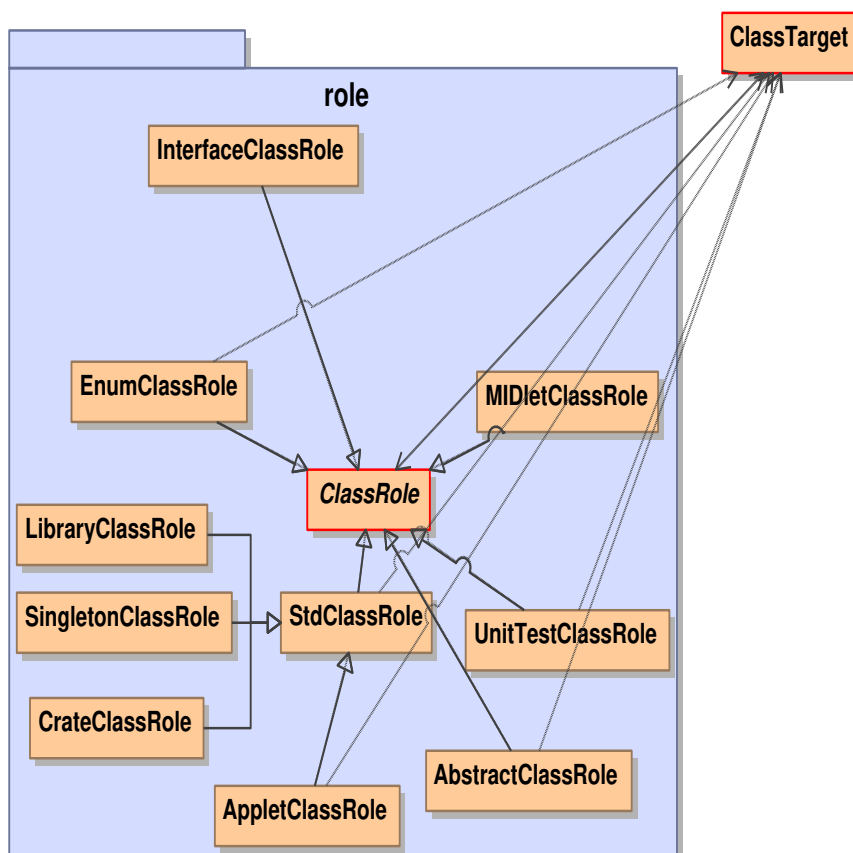 ClassTarget
role
InterfaceClassRole
EnumClassRole
MIDletClassRole
ClassRole
LibraryClassRole
SingletonClassRole
StdClassRole
UnitTestClassRole
CrateClassRole
AbstractClassRole
AppletClassRole